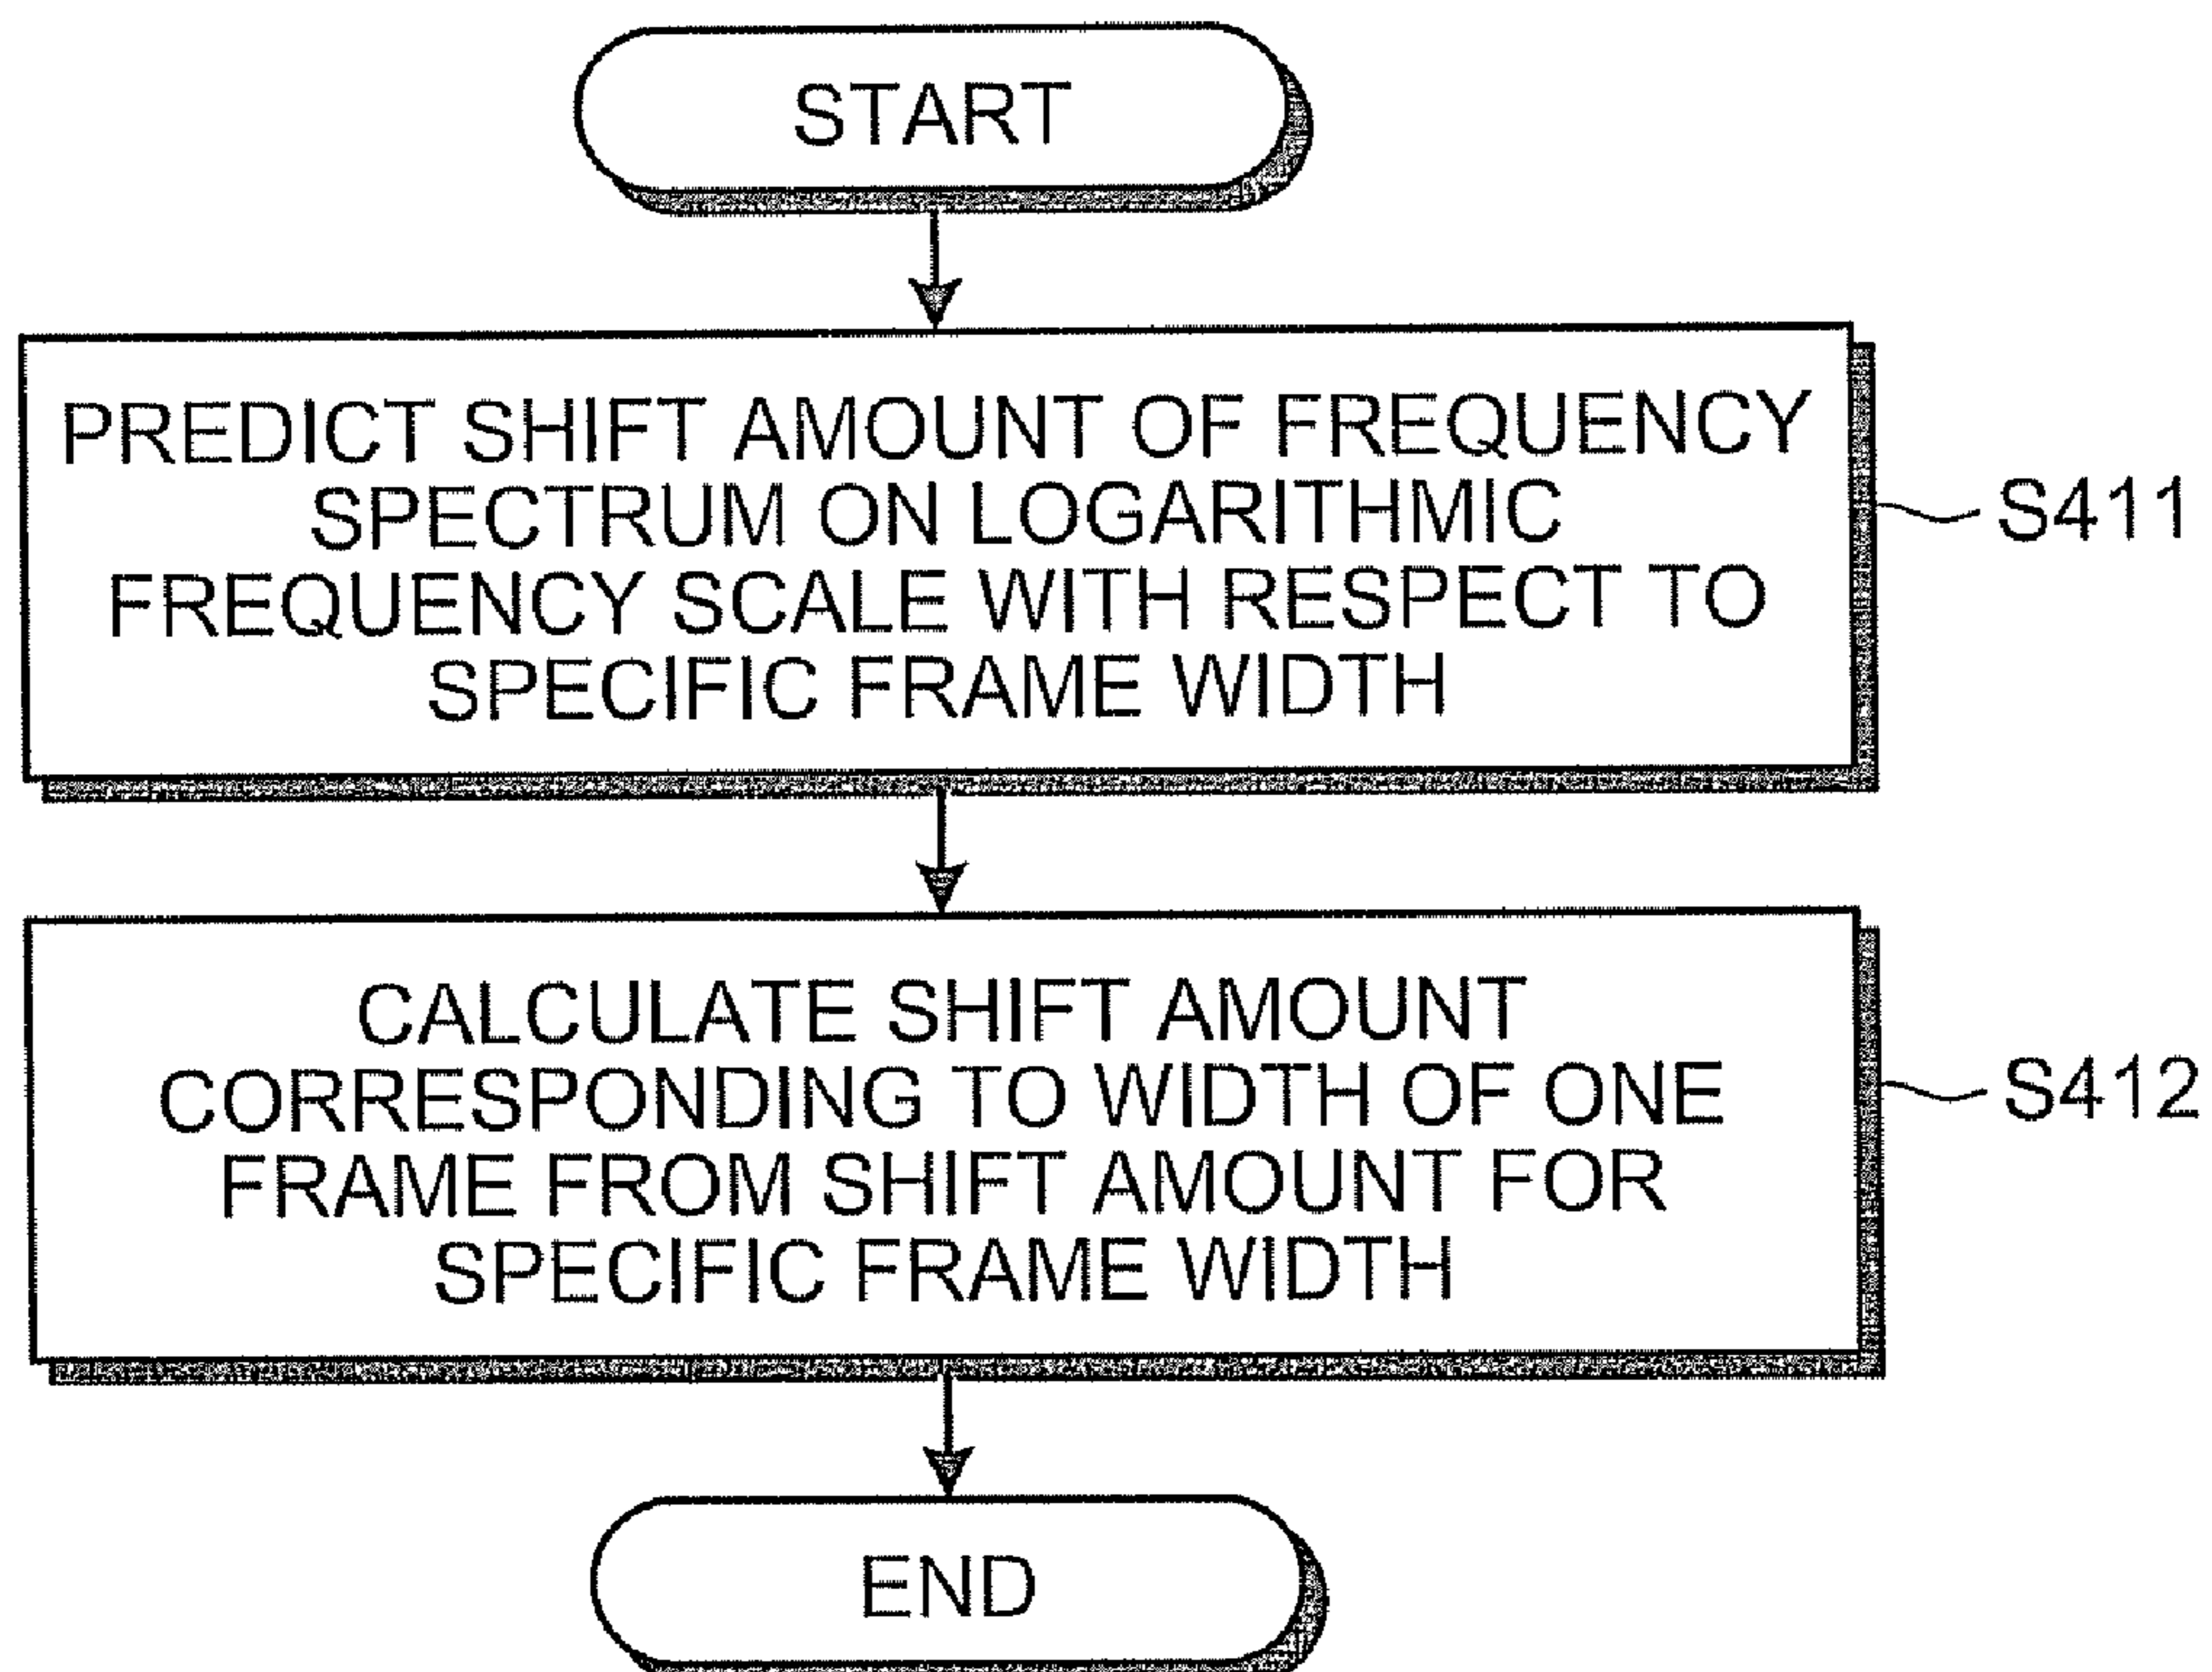 START
PREDICT SHIFT AMOUNT OF FREQUENCY
SPECTRUM ON LOGARITHMIC
FREQUENCY SCALE WITH RESPECT TO
SPECIFIC FRAME WIDTH
S411
CALCULATE SHIFT AMOUNT
CORRESPONDING TO WIDTH OF ONE
FRAME FROM SHIFT AMOUNT FOR
SPECIFIC FRAME WIDTH
S412
END